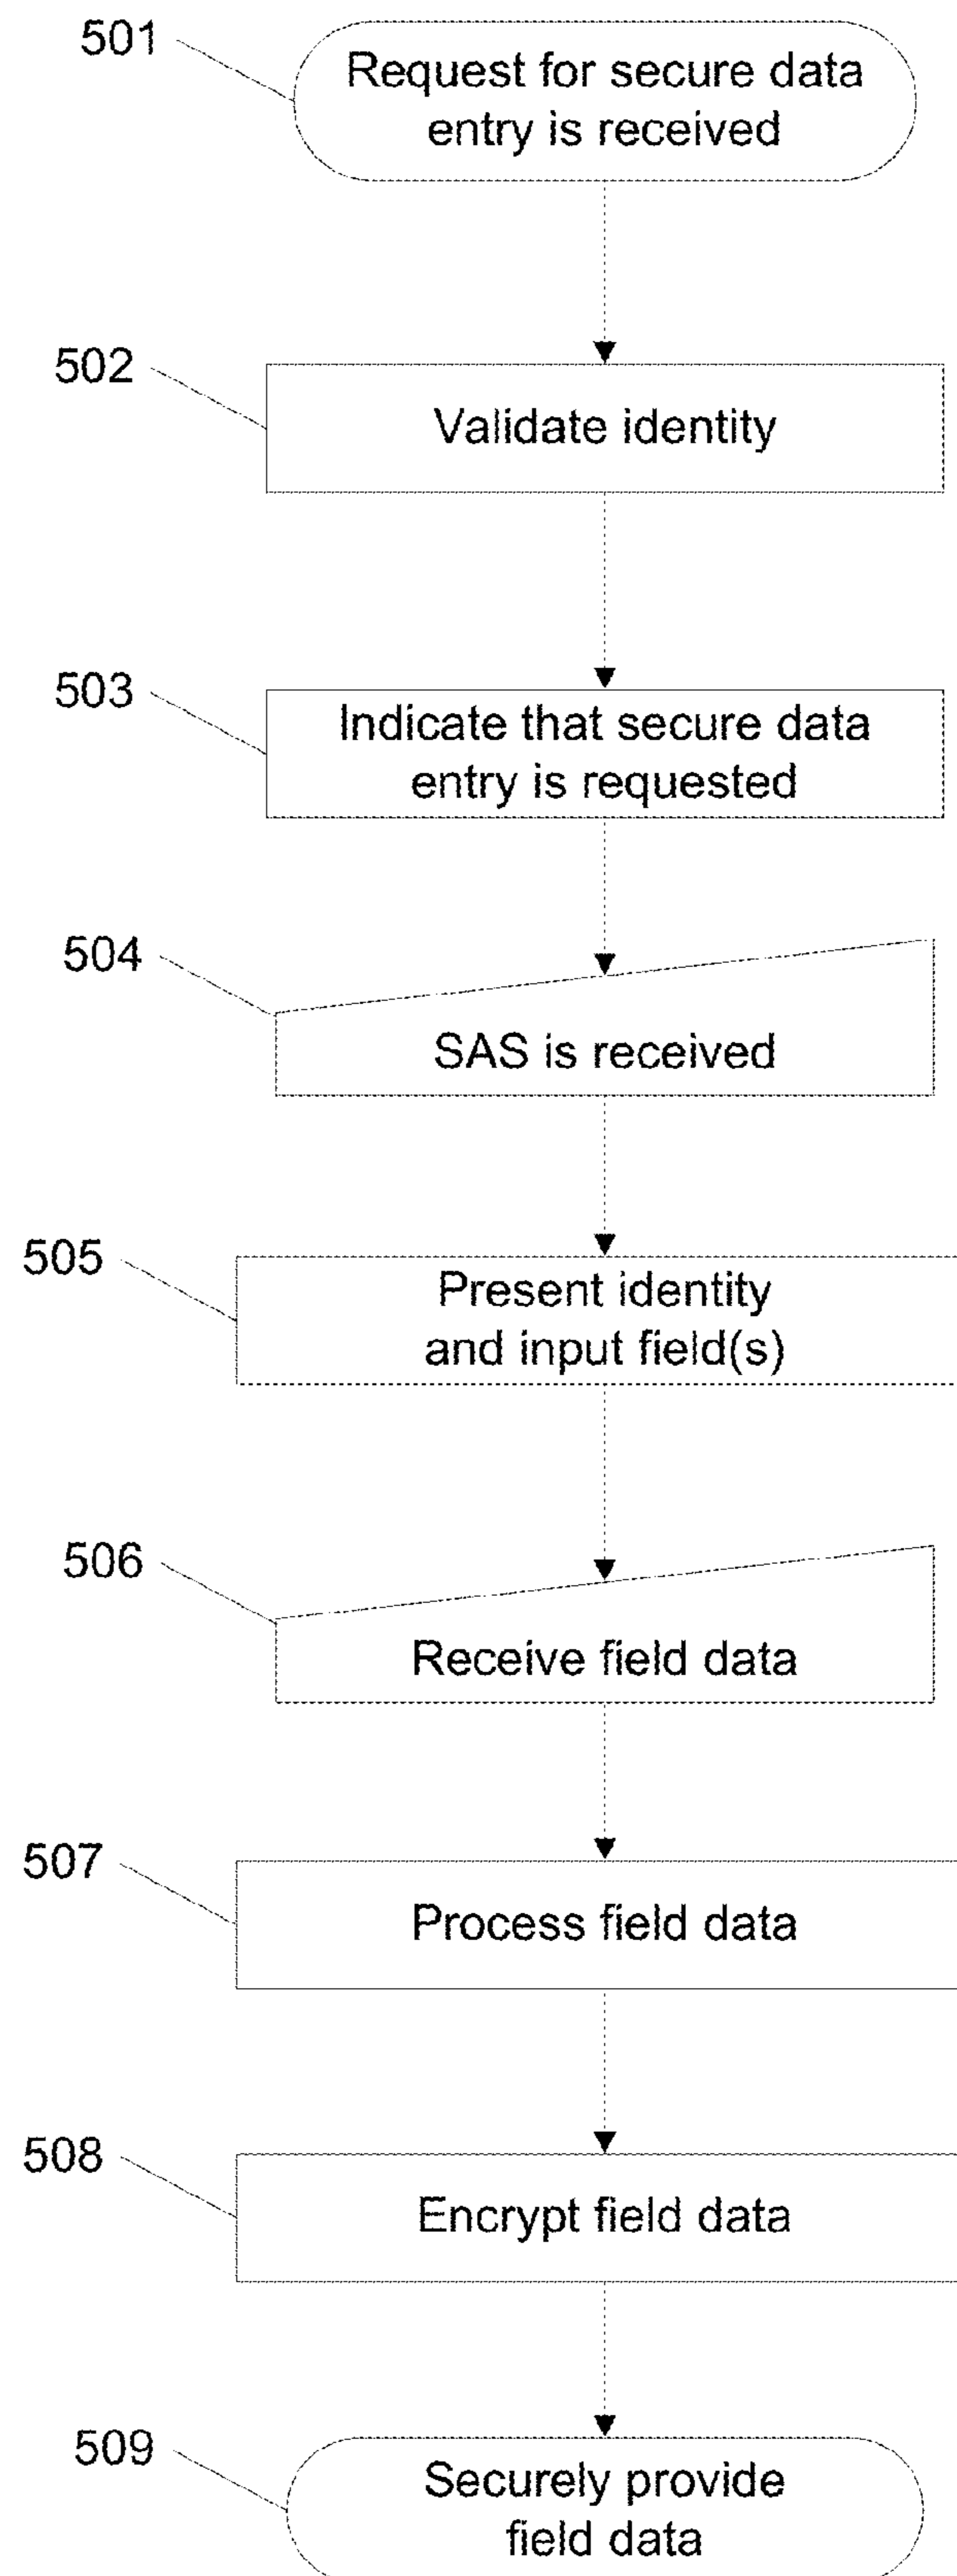 501
Request for secure data
entry is received
502
Validate identity
503
Indicate that secure data
entry is requested
504
SAS is received
505
Present identity
and input field(s)
506
Receive field data
507
Process field data
508
Encrypt field data
509
Securely provide
field data